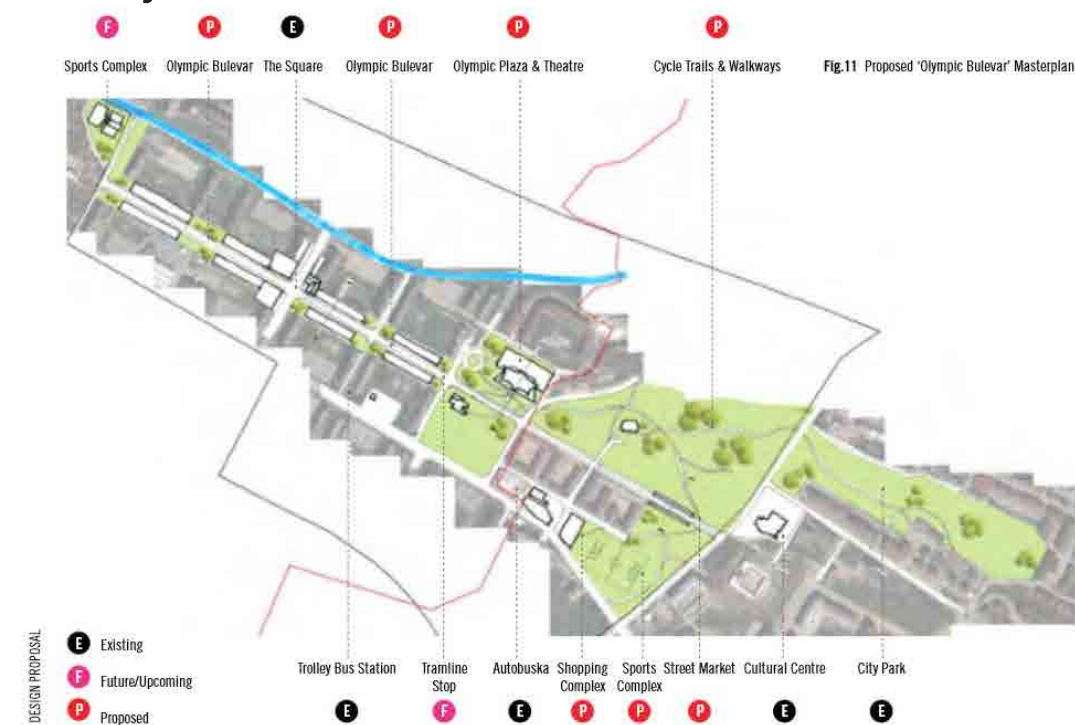 F P E P P P
Sports Complex Olympic Bulevar The Square Olympic Bulevar Olympic Plaza & Theatre Cycle Trails & Walkways Fig.11 Proposed 'Olympic Bulevar' Masterplan
DESIGN PROPOSAL
E Existing
F Future/Upcoming
P Proposed
Trolley Bus Station Tramline Stop Autobuska Shopping Complex Sports Complex Street Market Cultural Centre City Park
E F E P P P E E